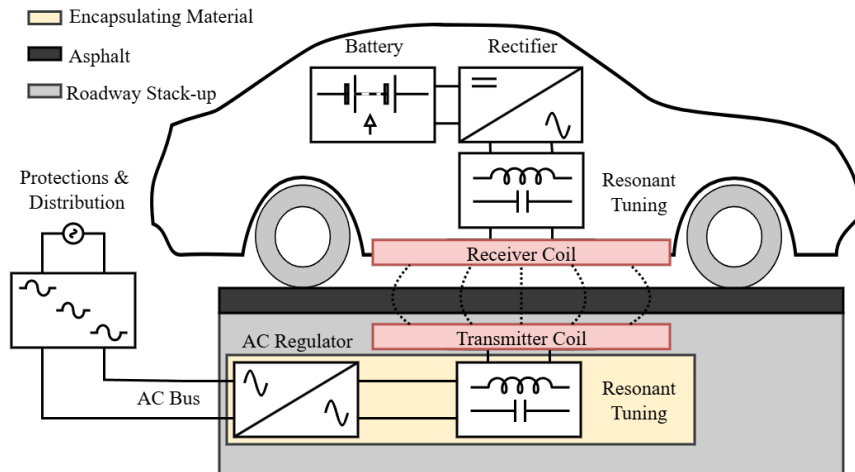 Encapsulating Material
Asphalt
Roadway Stack-up
Battery
Rectifier
Protections &
Distribution
Resonant
Tuning
Receiver Coil
Transmitter Coil
AC Regulator
AC Bus
Resonant
Tuning